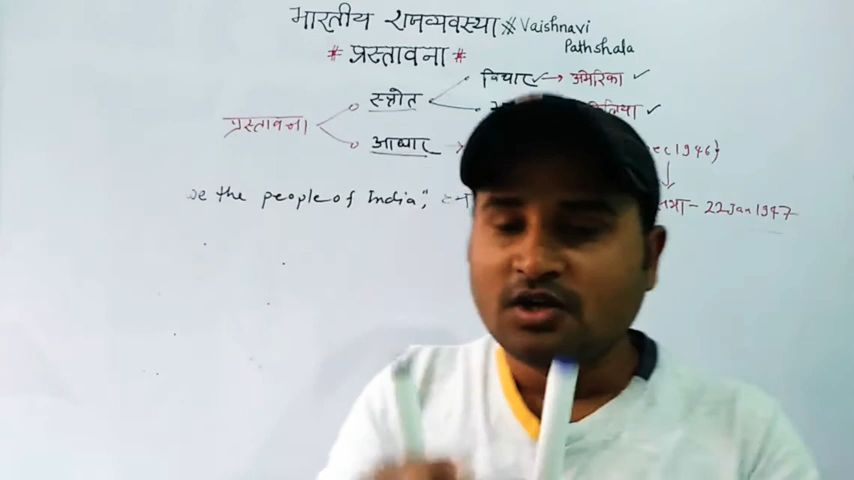 भारतीय राजव्यवस्था # Vaishnavi
Pathshala
* प्रस्तावना *
प्रस्तावना
स्त्रोत
विचार → अमेरिका
आधार
1946)
the people of India",
22 Jan 1947